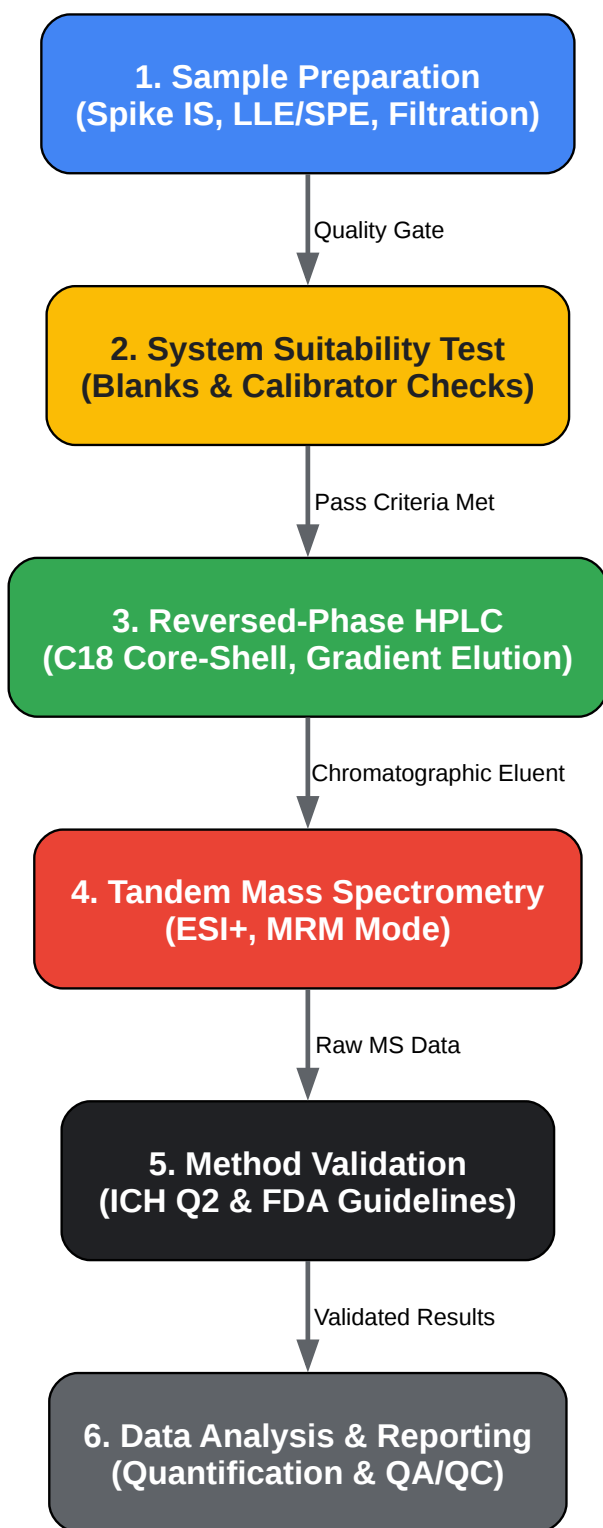 1. Sample Preparation
(Spike IS, LLE/SPE, Filtration)
Quality Gate
2. System Suitability Test
(Blanks & Calibrator Checks)
Pass Criteria Met
3. Reversed-Phase HPLC
(C18 Core-Shell, Gradient Elution)
Chromatographic Eluent
4. Tandem Mass Spectrometry
(ESI+, MRM Mode)
Raw MS Data
5. Method Validation
(ICH Q2 & FDA Guidelines)
Validated Results
6. Data Analysis & Reporting
(Quantification & QA/QC)